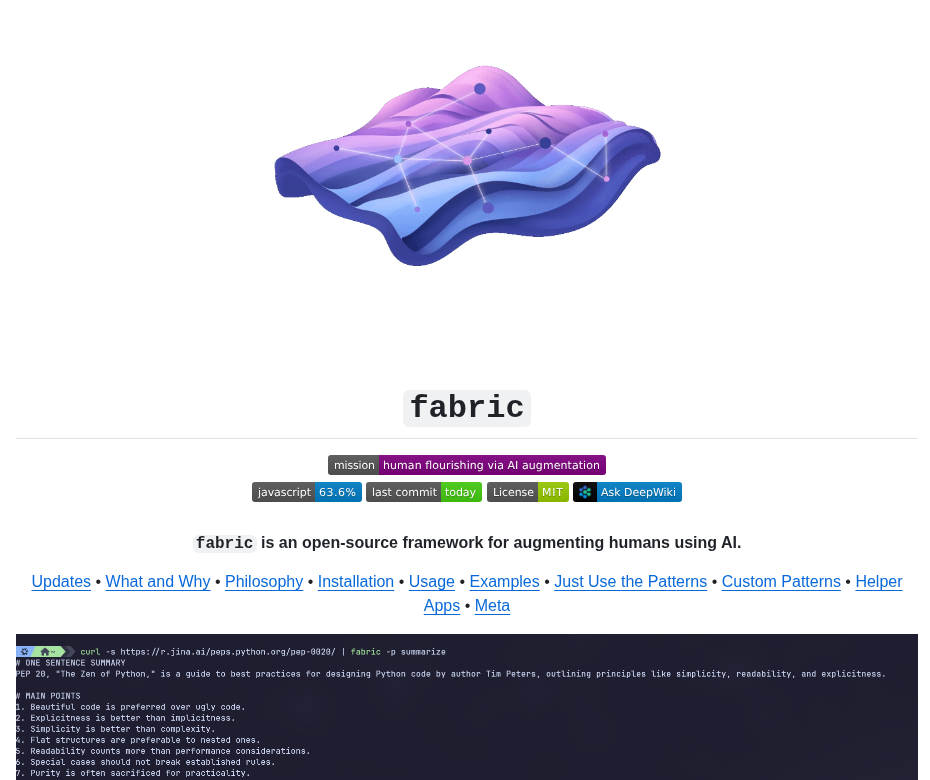 fabric
mission human flourishing via AI augmentation
javascript 63.6% last commit today License MIT Ask DeepWiki
fabric is an open-source framework for augmenting humans using AI.
Updates • What and Why • Philosophy • Installation • Usage • Examples • Just Use the Patterns • Custom Patterns • Helper
Apps • Meta
~ curl -s https://r.jina.ai/peps.python.org/pep-0020/ | fabric -p summarize
# ONE SENTENCE SUMMARY
PEP 20, "The Zen of Python," is a guide to best practices for designing Python code by author Tim Peters, outlining principles like simplicity, readability, and explicitness.
# MAIN POINTS
1. Beautiful code is preferred over ugly code.
2. Explicitness is better than implicitness.
3. Simplicity is better than complexity.
4. Flat structures are preferable to nested ones.
5. Readability counts more than performance considerations.
6. Special cases should not break established rules.
7. Purity is often sacrificed for practicality.